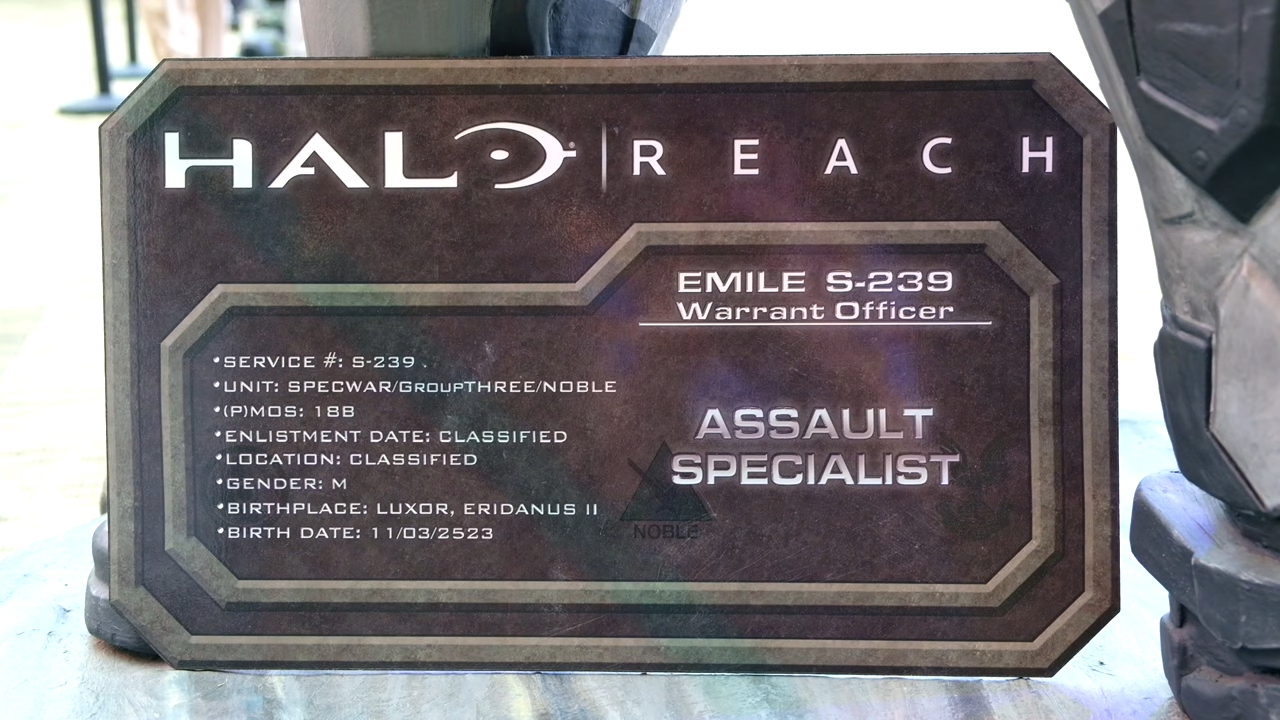 HALO® | REACH
EMILE S-239
Warrant Officer
•SERVICE #: S-239
•UNIT: SPECWAR/GROUPTHREE/NOBLE
•(P)MOS: 18B
•ENLISTMENT DATE: CLASSIFIED
•LOCATION: CLASSIFIED
•GENDER: M
•BIRTHPLACE: LUXOR, ERIDANUS II
•BIRTH DATE: 11/03/2523
ASSAULT
SPECIALIST
NOBLE